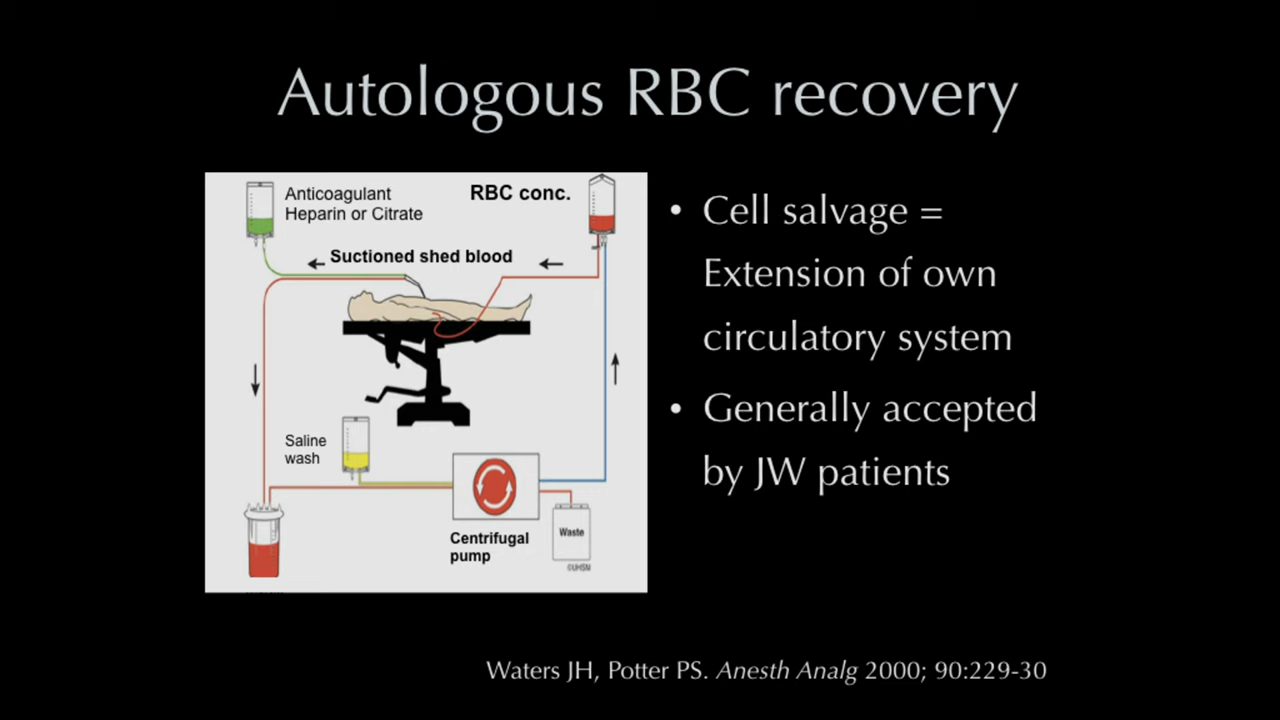 Autologous RBC recovery
Anticoagulant
Heparin or Citrate
RBC conc.
Suctioned shed blood
Saline
wash
Centrifugal
pump
Waste
©UHSM
• Cell salvage =
Extension of own
circulatory system
• Generally accepted
by JW patients
Waters JH, Potter PS. Anesth Analg 2000; 90:229-30